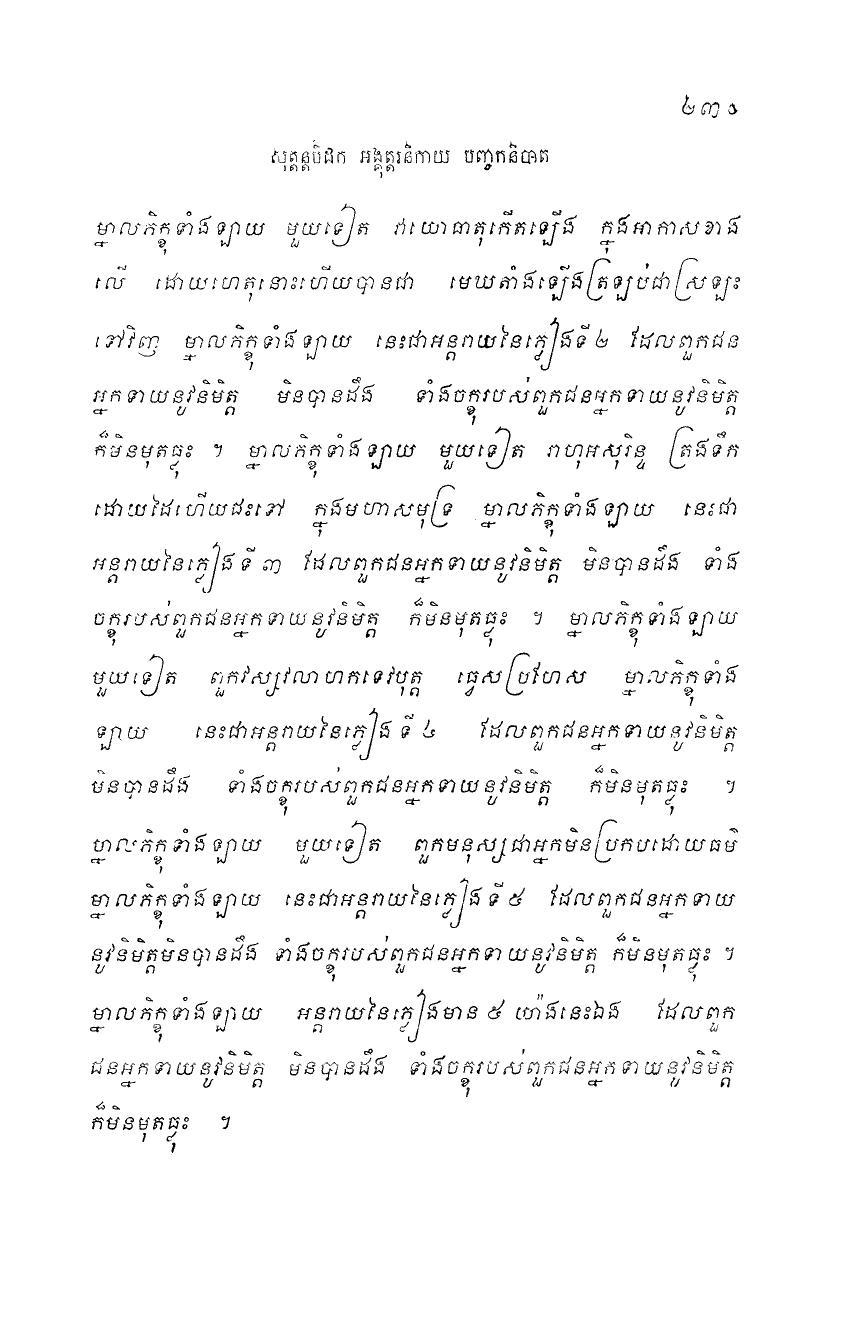 ២៣១
សុត្តន្តបិដក អង្គុត្តរនិកាយ បញ្ចកនិបាត
ម្នាលភិក្ខុទាំងឡាយ មួយទៀត វាយោធាតុកើតឡើង ក្នុងអាកាសខាង
លើ ដោយហេតុនោះហើយបានជា មេឃតាំងឡើងត្រឡប់ជាស្រឡះ
ទៅវិញ ម្នាលភិក្ខុទាំងឡាយ នេះជាអន្តរាយនៃភ្លៀងទី២ ដែលពួកជន
អ្នកទាយនូវនិមិត្ត មិនបានដឹង ទាំងចក្ខុរបស់ពួកជនអ្នកទាយនូវនិមិត្ត
ក៏មិនមុតធ្លុះ ។ ម្នាលភិក្ខុទាំងឡាយ មួយទៀត រាហុអសុរិន្ទ ត្រងទឹក
ដោយដៃហើយជះទៅ ក្នុងមហាសមុទ្រ ម្នាលភិក្ខុទាំងឡាយ នេះជា
អន្តរាយនៃភ្លៀងទី៣ ដែលពួកជនអ្នកទាយនូវនិមិត្ត មិនបានដឹង ទាំង
ចក្ខុរបស់ពួកជនអ្នកទាយនូវនិមិត្ត ក៏មិនមុតធ្លុះ ។ ម្នាលភិក្ខុទាំងឡាយ
មួយទៀត ពួកវស្សវលាហកទេវបុត្ត ធ្វេសប្រហែស ម្នាលភិក្ខុទាំង
ឡាយ នេះជាអន្តរាយនៃភ្លៀងទី៤ ដែលពួកជនអ្នកទាយនូវនិមិត្ត
មិនបានដឹង ទាំងចក្ខុរបស់ពួកជនអ្នកទាយនូវនិមិត្ត ក៏មិនមុតធ្លុះ ។
ម្នាលភិក្ខុទាំងឡាយ មួយទៀត ពួកមនុស្សជាអ្នកមិនប្រកបដោយធម៌
ម្នាលភិក្ខុទាំងឡាយ នេះជាអន្តរាយនៃភ្លៀងទី៥ ដែលពួកជនអ្នកទាយ
នូវនិមិត្តមិនបានដឹង ទាំងចក្ខុរបស់ពួកជនអ្នកទាយនូវនិមិត្ត ក៏មិនមុតធ្លុះ ។
ម្នាលភិក្ខុទាំងឡាយ អន្តរាយនៃភ្លៀងមាន ៥ យ៉ាងនេះឯង ដែលពួក
ជនអ្នកទាយនូវនិមិត្ត មិនបានដឹង ទាំងចក្ខុរបស់ពួកជនអ្នកទាយនូវនិមិត្ត
ក៏មិនមុតធ្លុះ ។